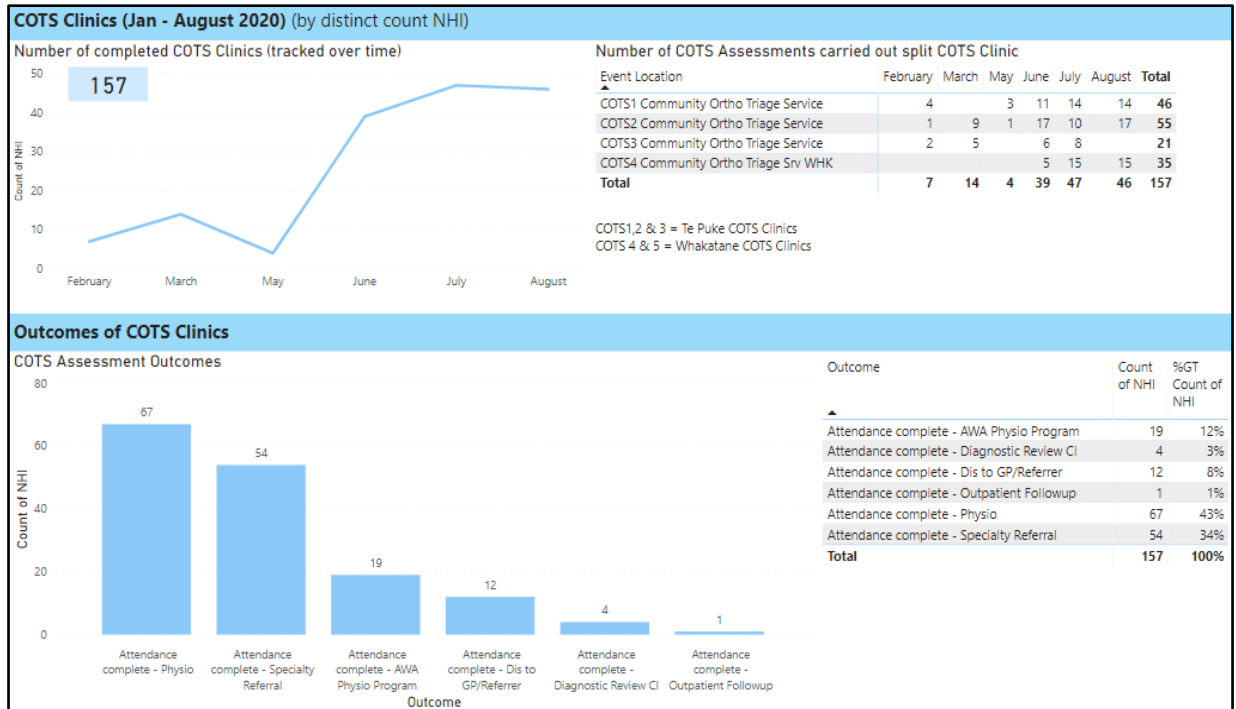 COTS Clinics (Jan - August 2020) (by distinct count NHI)
Number of completed COTS Clinics (tracked over time)
157
50
40
30
20
10
0
Count of NHI
February March May June July August
Number of COTS Assessments carried out split COTS Clinic
Event Location February March May June July August Total
COTS1 Community Ortho Triage Service 4 3 11 14 14 46
COTS2 Community Ortho Triage Service 1 9 1 17 10 17 55
COTS3 Community Ortho Triage Service 2 5 6 8 21
COTS4 Community Ortho Triage Srv WHK 5 15 15 35
Total 7 14 4 39 47 46 157
COTS1,2 & 3 = Te Puke COTS Clinics
COTS 4 & 5 = Whakatane COTS Clinics
Outcomes of COTS Clinics
COTS Assessment Outcomes
80
60
40
20
0
Count of NHI
67
54
19
12
4
1
Attendance
complete - Physio
Attendance
complete - Specialty
Referral
Attendance
complete - AWA
Physio Program
Attendance
complete - Dis to
GP/Referrer
Attendance
complete -
Diagnostic Review Cl
Attendance
complete -
Outpatient Followup
Outcome
Outcome Count %GT
of NHI Count of
NHI
Attendance complete - AWA Physio Program 19 12%
Attendance complete - Diagnostic Review Cl 4 3%
Attendance complete - Dis to GP/Referrer 12 8%
Attendance complete - Outpatient Followup 1 1%
Attendance complete - Physio 67 43%
Attendance complete - Specialty Referral 54 34%
Total 157 100%